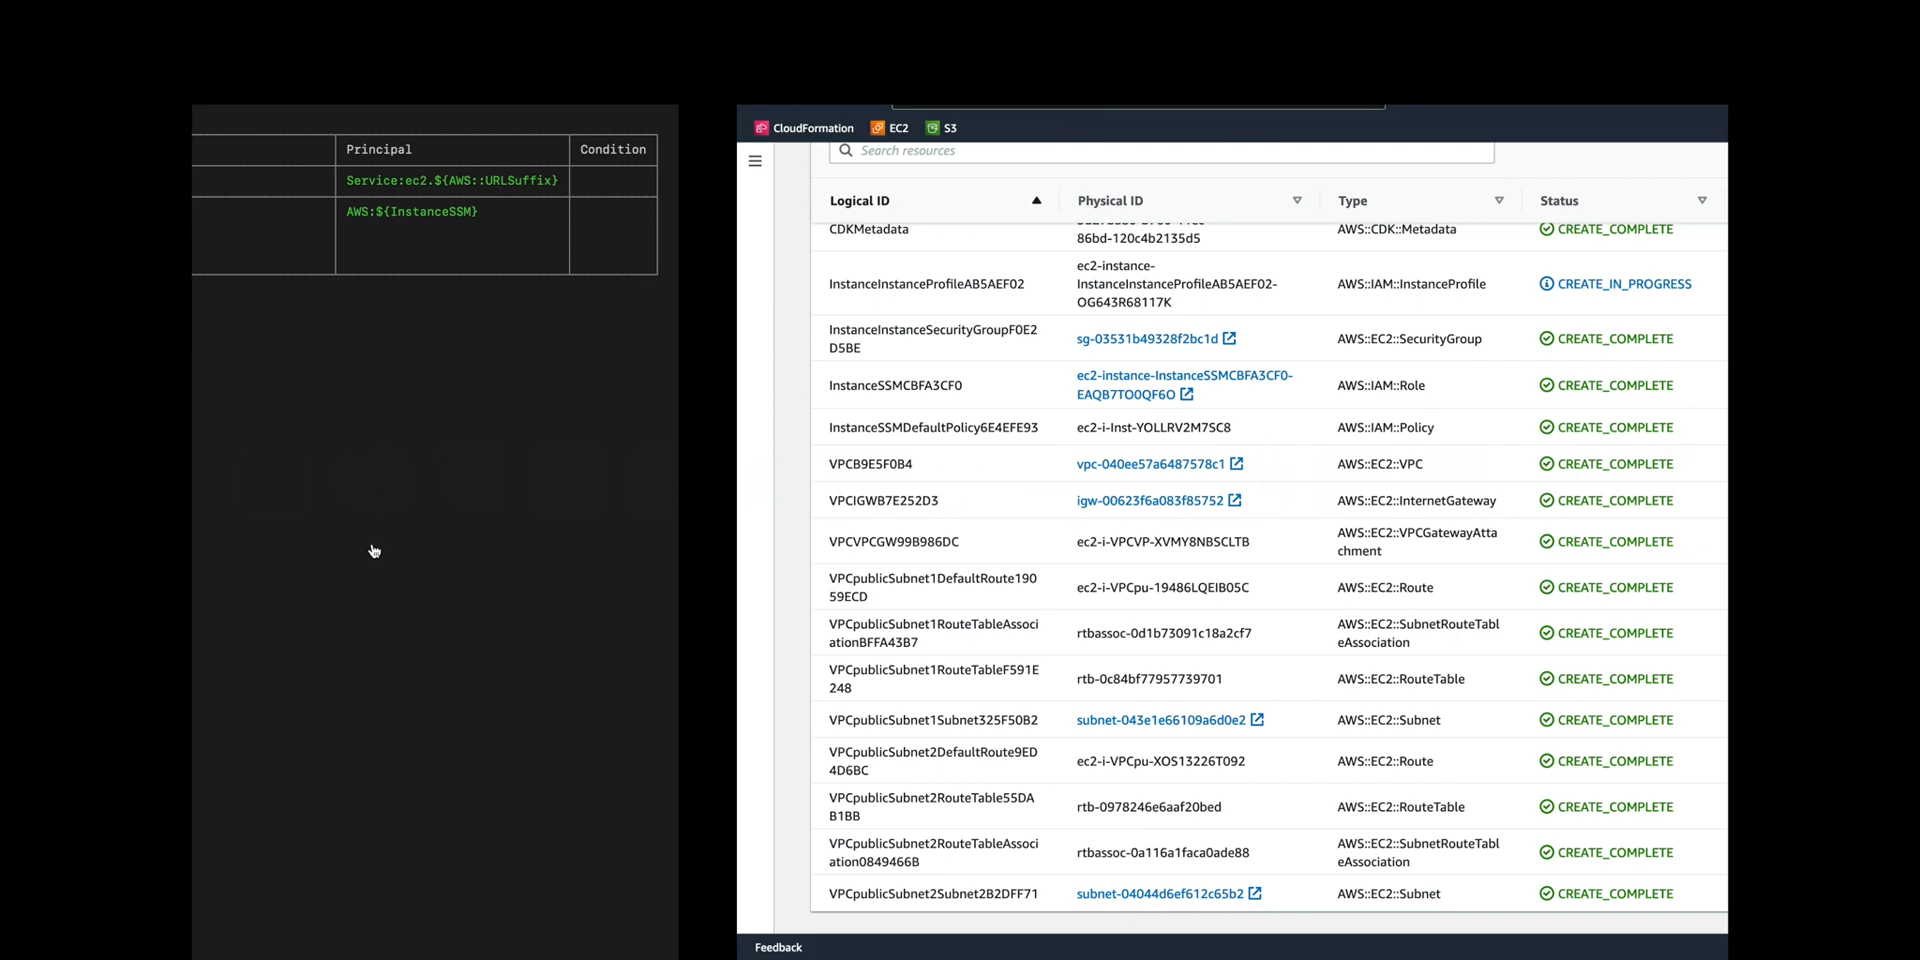 Principal Condition
Service:ec2.${AWS::URLSuffix}
AWS:${InstanceSSM}
CloudFormation EC2 S3
Search resources
Logical ID Physical ID Type Status
CDKMetadata 86bd-120c4b2135d5 AWS::CDK::Metadata CREATE_COMPLETE
ec2-instance-
InstanceInstanceProfileAB5AEF02 InstanceInstanceProfileAB5AEF02- AWS::IAM::InstanceProfile CREATE_IN_PROGRESS
OG643R68117K
InstanceInstanceSecurityGroupF0E2
D5BE sg-03531b49328f2bc1d AWS::EC2::SecurityGroup CREATE_COMPLETE
InstanceSSMCBFA3CF0 ec2-instance-InstanceSSMCBFA3CF0-
EAQB7TO0QF6O AWS::IAM::Role CREATE_COMPLETE
InstanceSSMDefaultPolicy6E4EFE93 ec2-i-Inst-YOLLRV2M7SC8 AWS::IAM::Policy CREATE_COMPLETE
VPCB9E5F0B4 vpc-040ee57a6487578c1 AWS::EC2::VPC CREATE_COMPLETE
VPCIGWB7E252D3 igw-00623f6a083f85752 AWS::EC2::InternetGateway CREATE_COMPLETE
VPCVPCGW99B986DC ec2-i-VPCVP-XVMY8NBSCLTB AWS::EC2::VPCGatewayAtta
chment CREATE_COMPLETE
VPCpublicSubnet1DefaultRoute190
59ECD ec2-i-VPCpu-19486LQEIB05C AWS::EC2::Route CREATE_COMPLETE
VPCpublicSubnet1RouteTableAssoci
ationBFFA43B7 rtbassoc-0d1b73091c18a2cf7 AWS::EC2::SubnetRouteTabl
eAssociation CREATE_COMPLETE
VPCpublicSubnet1RouteTableF591E
248 rtb-0c84bf77957739701 AWS::EC2::RouteTable CREATE_COMPLETE
VPCpublicSubnet1Subnet325F50B2 subnet-043e1e66109a6d0e2 AWS::EC2::Subnet CREATE_COMPLETE
VPCpublicSubnet2DefaultRoute9ED
4D6BC ec2-i-VPCpu-XOS13226T092 AWS::EC2::Route CREATE_COMPLETE
VPCpublicSubnet2RouteTable55DA
B1BB rtb-0978246e6aaf20bed AWS::EC2::RouteTable CREATE_COMPLETE
VPCpublicSubnet2RouteTableAssoci
ation0849466B rtbassoc-0a116a1faca0ade88 AWS::EC2::SubnetRouteTabl
eAssociation CREATE_COMPLETE
VPCpublicSubnet2Subnet2B2DFF71 subnet-04044d6ef612c65b2 AWS::EC2::Subnet CREATE_COMPLETE
Feedback